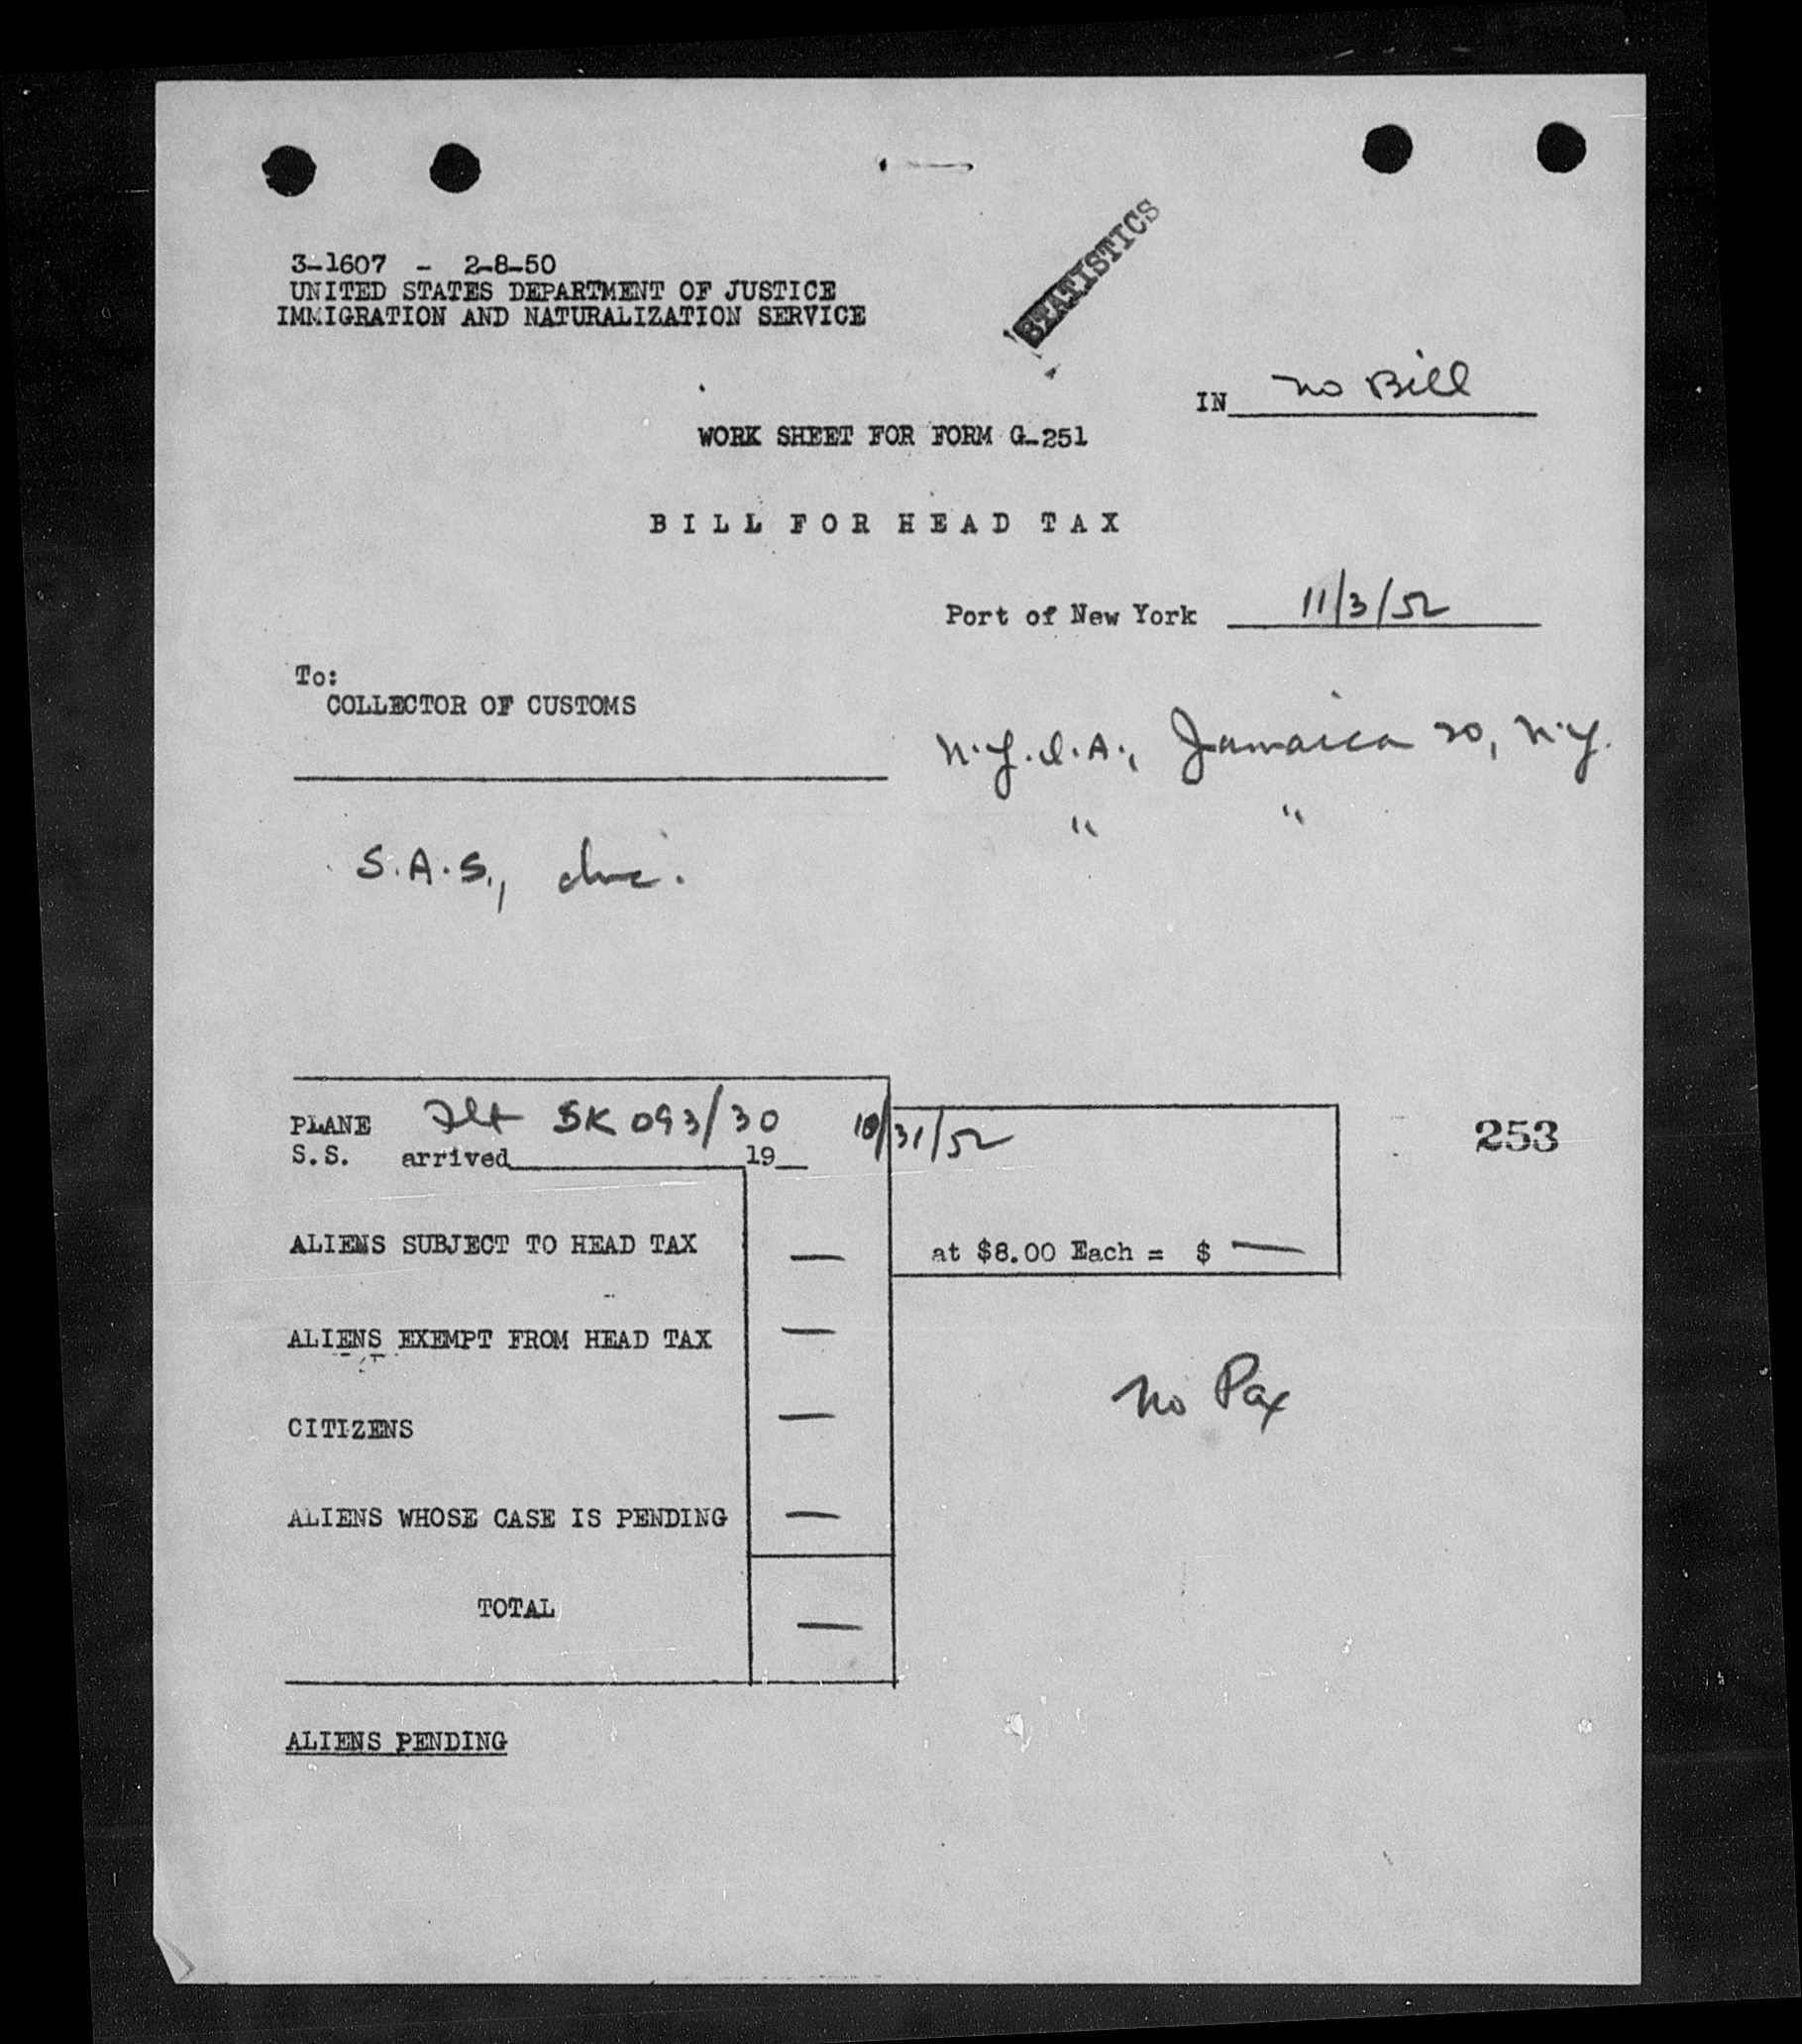 STATISTICS
3-1607 - 2-8-50
UNITED STATES DEPARTMENT OF JUSTICE
IMMIGRATION AND NATURALIZATION SERVICE
IN no Bill
WORK SHEET FOR FORM G-251
BILL FOR HEAD TAX
Port of New York 11/3/52
To:
COLLECTOR OF CUSTOMS
N.Y.I.A., Jamaica 20, N.Y.
" "
S.A.S., Inc.
PLANE Flt SK 093/30 10/31/52
S.S. arrived 19
253
ALIENS SUBJECT TO HEAD TAX — at $8.00 Each = $ —
ALIENS EXEMPT FROM HEAD TAX —
No Pax
CITIZENS —
ALIENS WHOSE CASE IS PENDING —
TOTAL —
ALIENS PENDING